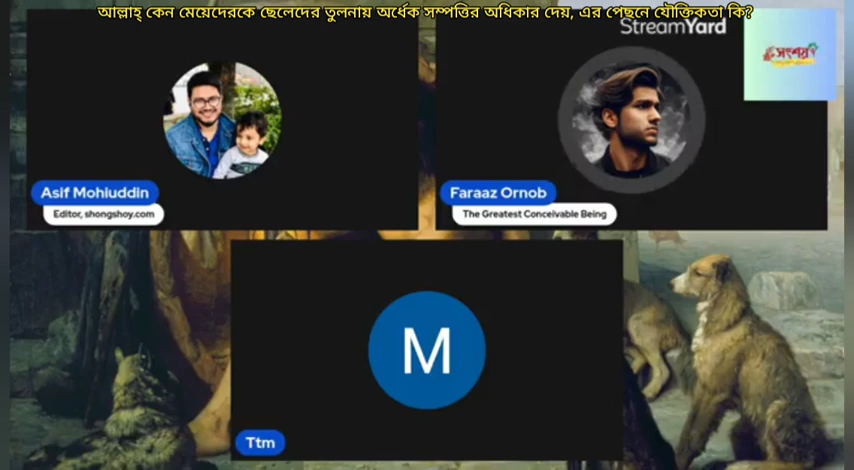 আল্লাহ্ কেন মেয়েদেরকে ছেলেদের তুলনায় অর্ধেক সম্পত্তির অধিকার দেয়, এর পেছনে যৌক্তিকতা কি?
StreamYard
সংশয়
Asif Mohiuddin
Editor, shongshoy.com
Faraaz Ornob
The Greatest Conceivable Being
M
Ttm